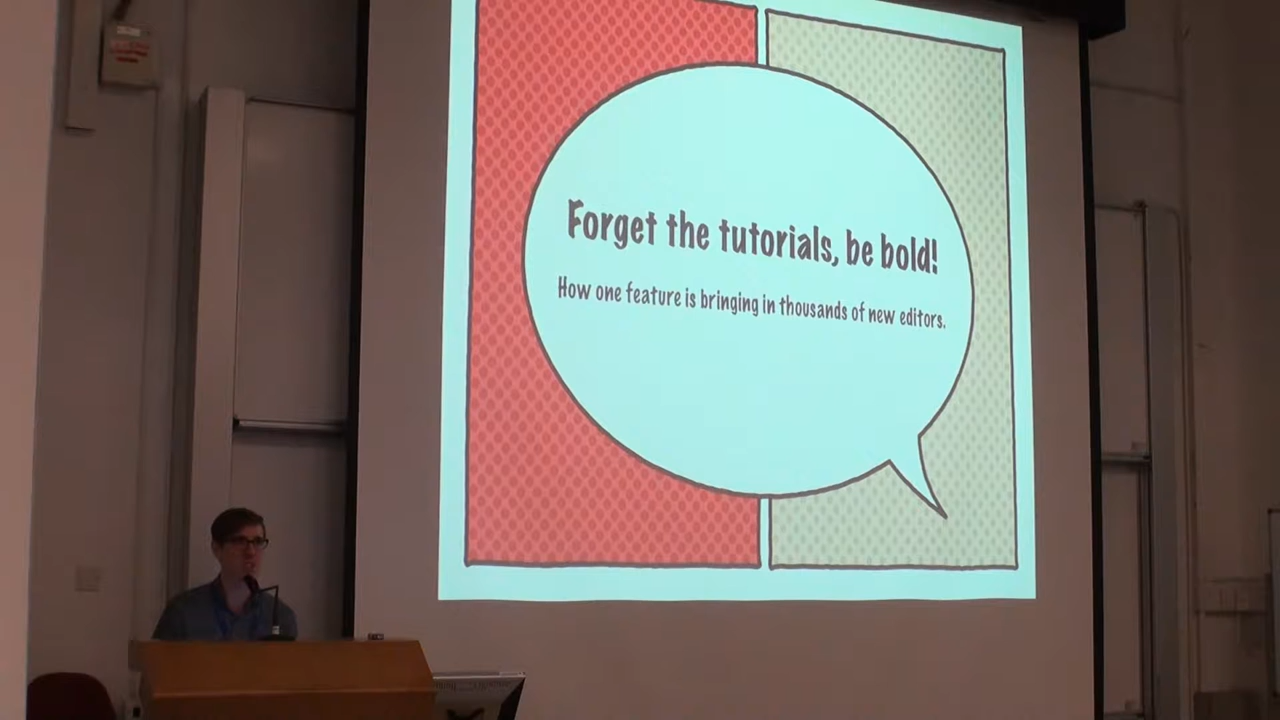 Forget the tutorials, be bold!
How one feature is bringing in thousands of new editors.